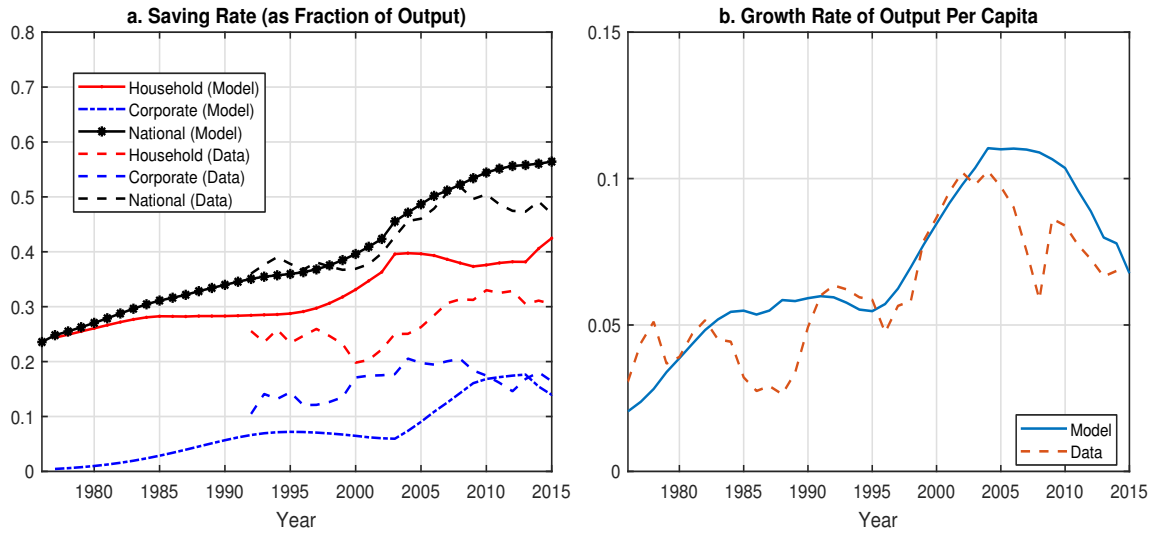 a. Saving Rate (as Fraction of Output)
0.8
0.7
0.6
0.5
0.4
0.3
0.2
0.1
0
Household (Model)
Corporate (Model)
National (Model)
Household (Data)
Corporate (Data)
National (Data)
1980 1985 1990 1995 2000 2005 2010 2015
Year
b. Growth Rate of Output Per Capita
0.15
0.1
0.05
0
Model
Data
1980 1985 1990 1995 2000 2005 2010 2015
Year